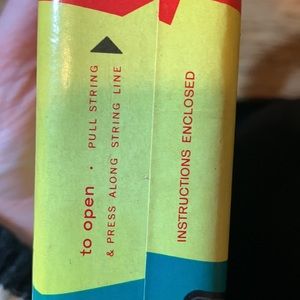 to open · PULL STRING
& PRESS ALONG STRING LINE
INSTRUCTIONS ENCLOSED